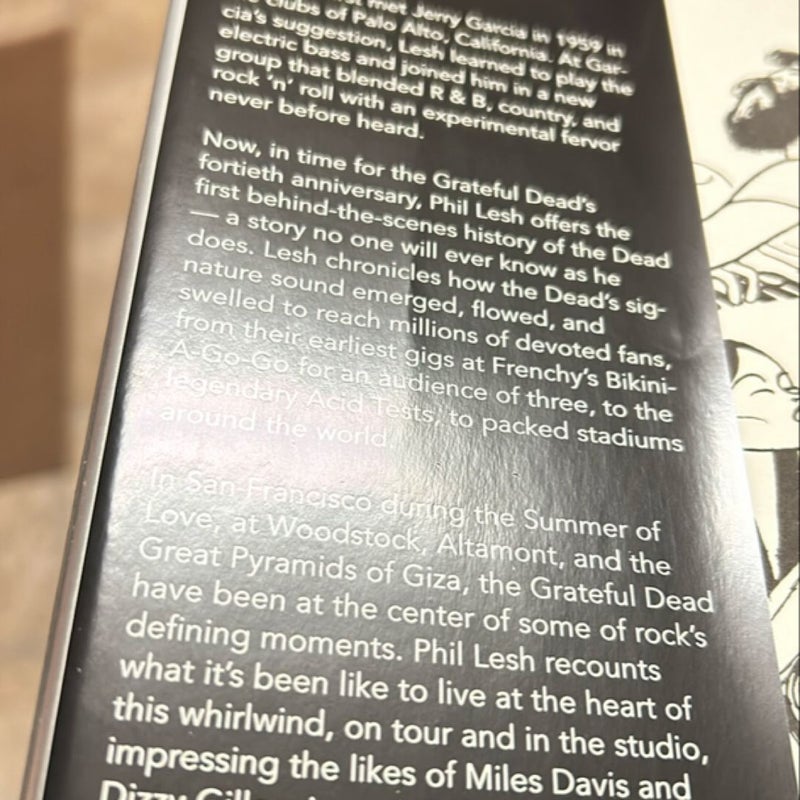 met Jerry Garcia in 1959 in
clubs of Palo Alto, California. At Gar-
cia's suggestion, Lesh learned to play the
electric bass and joined him in a new
group that blended R & B, country, and
rock 'n' roll with an experimental fervor
never before heard.
Now, in time for the Grateful Dead's
fortieth anniversary, Phil Lesh offers the
first behind-the-scenes history of the Dead
— a story no one will ever know as he
does. Lesh chronicles how the Dead's sig-
nature sound emerged, flowed, and
swelled to reach millions of devoted fans,
from their earliest gigs at Frenchy's Bikini-
A-Go-Go for an audience of three, to the
legendary Acid Tests, to packed stadiums
around the world.
In San Francisco during the Summer of
Love, at Woodstock, Altamont, and the
Great Pyramids of Giza, the Grateful Dead
have been at the center of some of rock's
defining moments. Phil Lesh recounts
what it's been like to live at the heart of
this whirlwind, on tour and in the studio,
impressing the likes of Miles Davis and
Dizzy